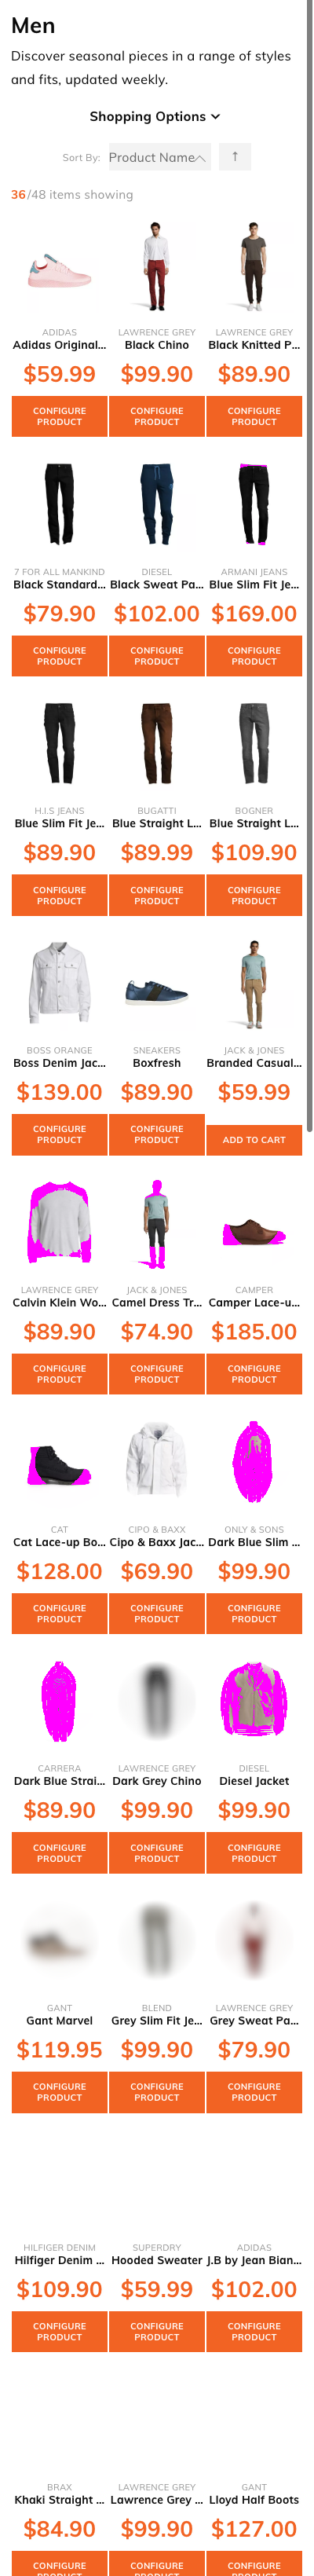 Men
Discover seasonal pieces in a range of styles
and fits, updated weekly.
Shopping Options
Sort By: Product Name ↑
36/48 items showing
ADIDAS LAWRENCE GREY LAWRENCE GREY
Adidas Original... Black Chino Black Knitted P...
$59.99 $99.90 $89.90
CONFIGURE CONFIGURE CONFIGURE
PRODUCT PRODUCT PRODUCT
7 FOR ALL MANKIND DIESEL ARMANI JEANS
Black Standard... Black Sweat Pa... Blue Slim Fit Je...
$79.90 $102.00 $169.00
CONFIGURE CONFIGURE CONFIGURE
PRODUCT PRODUCT PRODUCT
H.I.S JEANS BUGATTI BOGNER
Blue Slim Fit Je... Blue Straight L... Blue Straight L...
$89.90 $89.99 $109.90
CONFIGURE CONFIGURE CONFIGURE
PRODUCT PRODUCT PRODUCT
BOSS ORANGE SNEAKERS JACK & JONES
Boss Denim Jac... Boxfresh Branded Casual...
$139.00 $89.90 $59.99
CONFIGURE CONFIGURE ADD TO CART
PRODUCT PRODUCT
LAWRENCE GREY JACK & JONES CAMPER
Calvin Klein Wo... Camel Dress Tr... Camper Lace-u...
$89.90 $74.90 $185.00
CONFIGURE CONFIGURE CONFIGURE
PRODUCT PRODUCT PRODUCT
CAT CIPO & BAXX ONLY & SONS
Cat Lace-up Bo... Cipo & Baxx Jac... Dark Blue Slim ...
$128.00 $69.90 $99.90
CONFIGURE CONFIGURE CONFIGURE
PRODUCT PRODUCT PRODUCT
CARRERA LAWRENCE GREY DIESEL
Dark Blue Strai... Dark Grey Chino Diesel Jacket
$89.90 $99.90 $99.90
CONFIGURE CONFIGURE CONFIGURE
PRODUCT PRODUCT PRODUCT
GANT BLEND LAWRENCE GREY
Gant Marvel Grey Slim Fit Je... Grey Sweat Pa...
$119.95 $99.90 $79.90
CONFIGURE CONFIGURE CONFIGURE
PRODUCT PRODUCT PRODUCT
HILFIGER DENIM SUPERDRY ADIDAS
Hilfiger Denim ... Hooded Sweater J.B by Jean Bian...
$109.90 $59.99 $102.00
CONFIGURE CONFIGURE CONFIGURE
PRODUCT PRODUCT PRODUCT
BRAX LAWRENCE GREY GANT
Khaki Straight ... Lawrence Grey ... Lloyd Half Boots
$84.90 $99.90 $127.00
CONFIGURE CONFIGURE CONFIGURE
PRODUCT PRODUCT PRODUCT